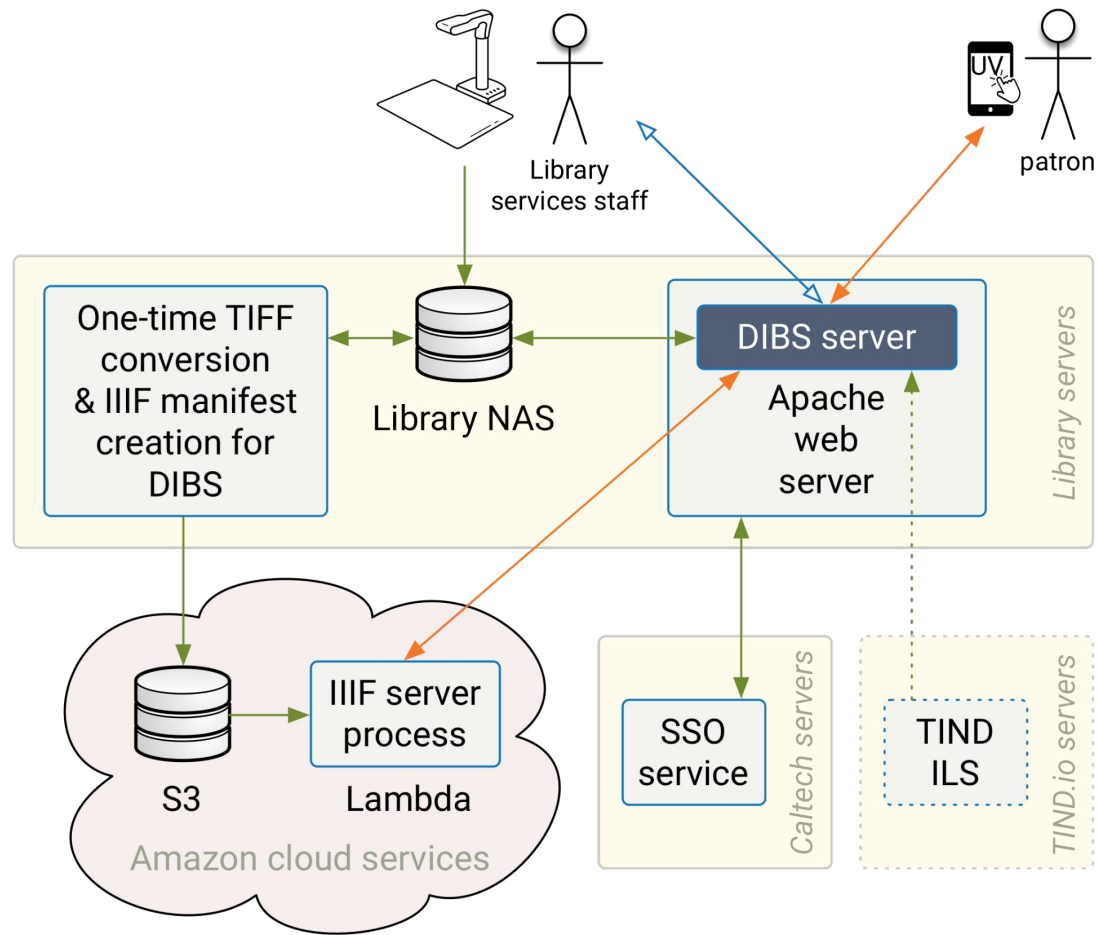 UV
Library
services staff
patron
One-time TIFF
conversion
& IIIF manifest
creation for
DIBS
Library NAS
DIBS server
Apache
web
server
Library servers
S3
IIIF server
process
Lambda
Amazon cloud services
SSO
service
Caltech servers
TIND
ILS
TIND.io servers